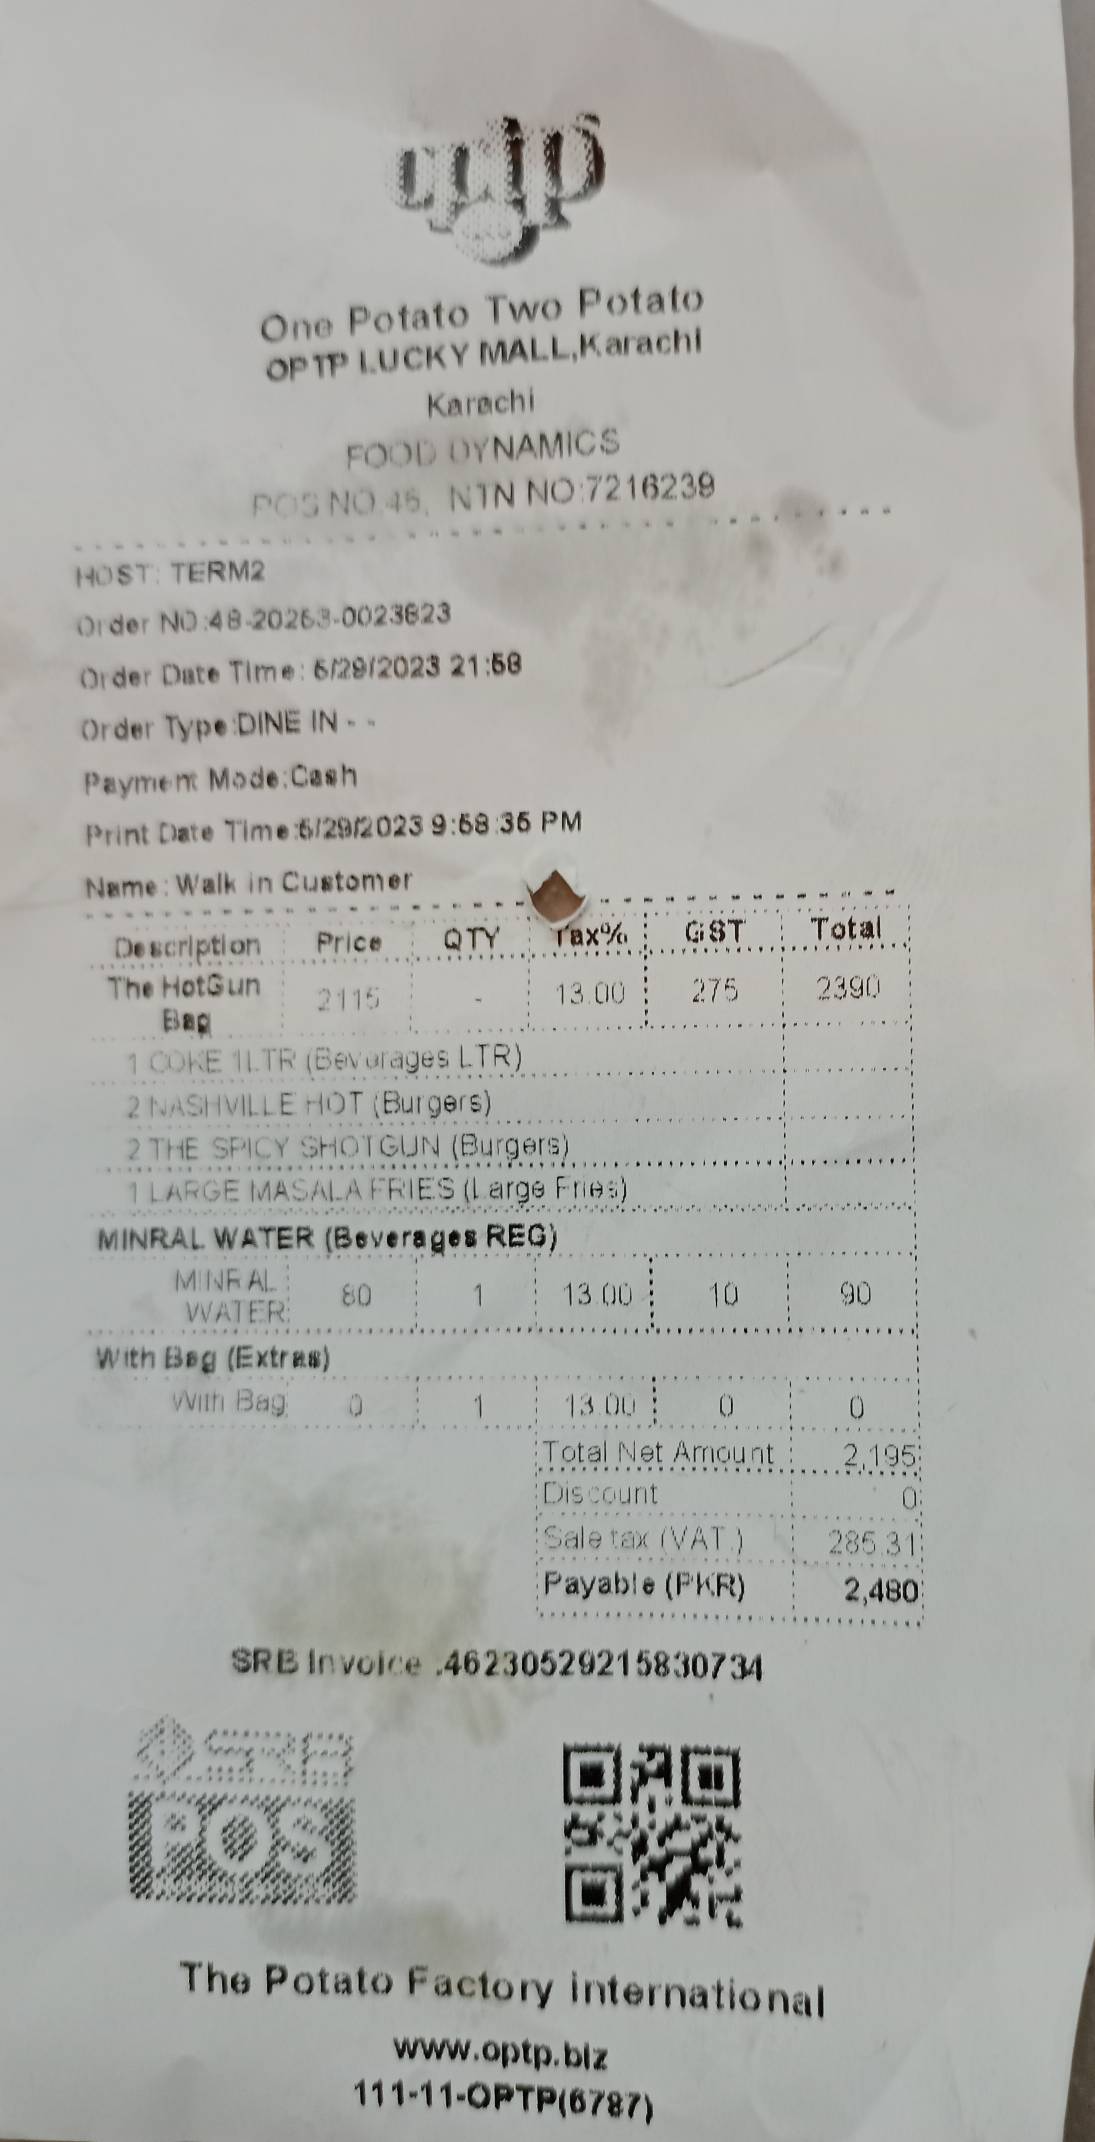 optp
One Potato Two Potato
OPTP LUCKY MALL,Karachi
Karachi
FOOD DYNAMICS
POS NO. NTN NO:7216239
HOST: TERM2
Order NO:
Order Date Time: 5/29/2023 21:58
Order Type:DINE IN - -
Payment Mode:Cash
Print Date Time:5/29/2023 9:58:35 PM
Name: Walk in Customer
Description Price QTY Tax% GST Total
The HotGun Bag 2115 - 13.00 275 2390
1 COKE 1LTR (Beverages LTR)
2 NASHVILLE HOT (Burgers)
2 THE SPICY SHOTGUN (Burgers)
1 LARGE MASALA FRIES (Large Fries)
MINRAL WATER (Beverages REG)
MINRAL WATER 80 1 13.00 10 90
With Bag (Extras)
With Bag 0 1 13.00 0 0
Total Net Amount 2,195
Discount 0
Sale tax (VAT.) 285.31
Payable (PKR) 2,480
SRB Invoice .46230529215830734
SRB
POS
The Potato Factory international
www.optp.biz
111-11-OPTP(6787)